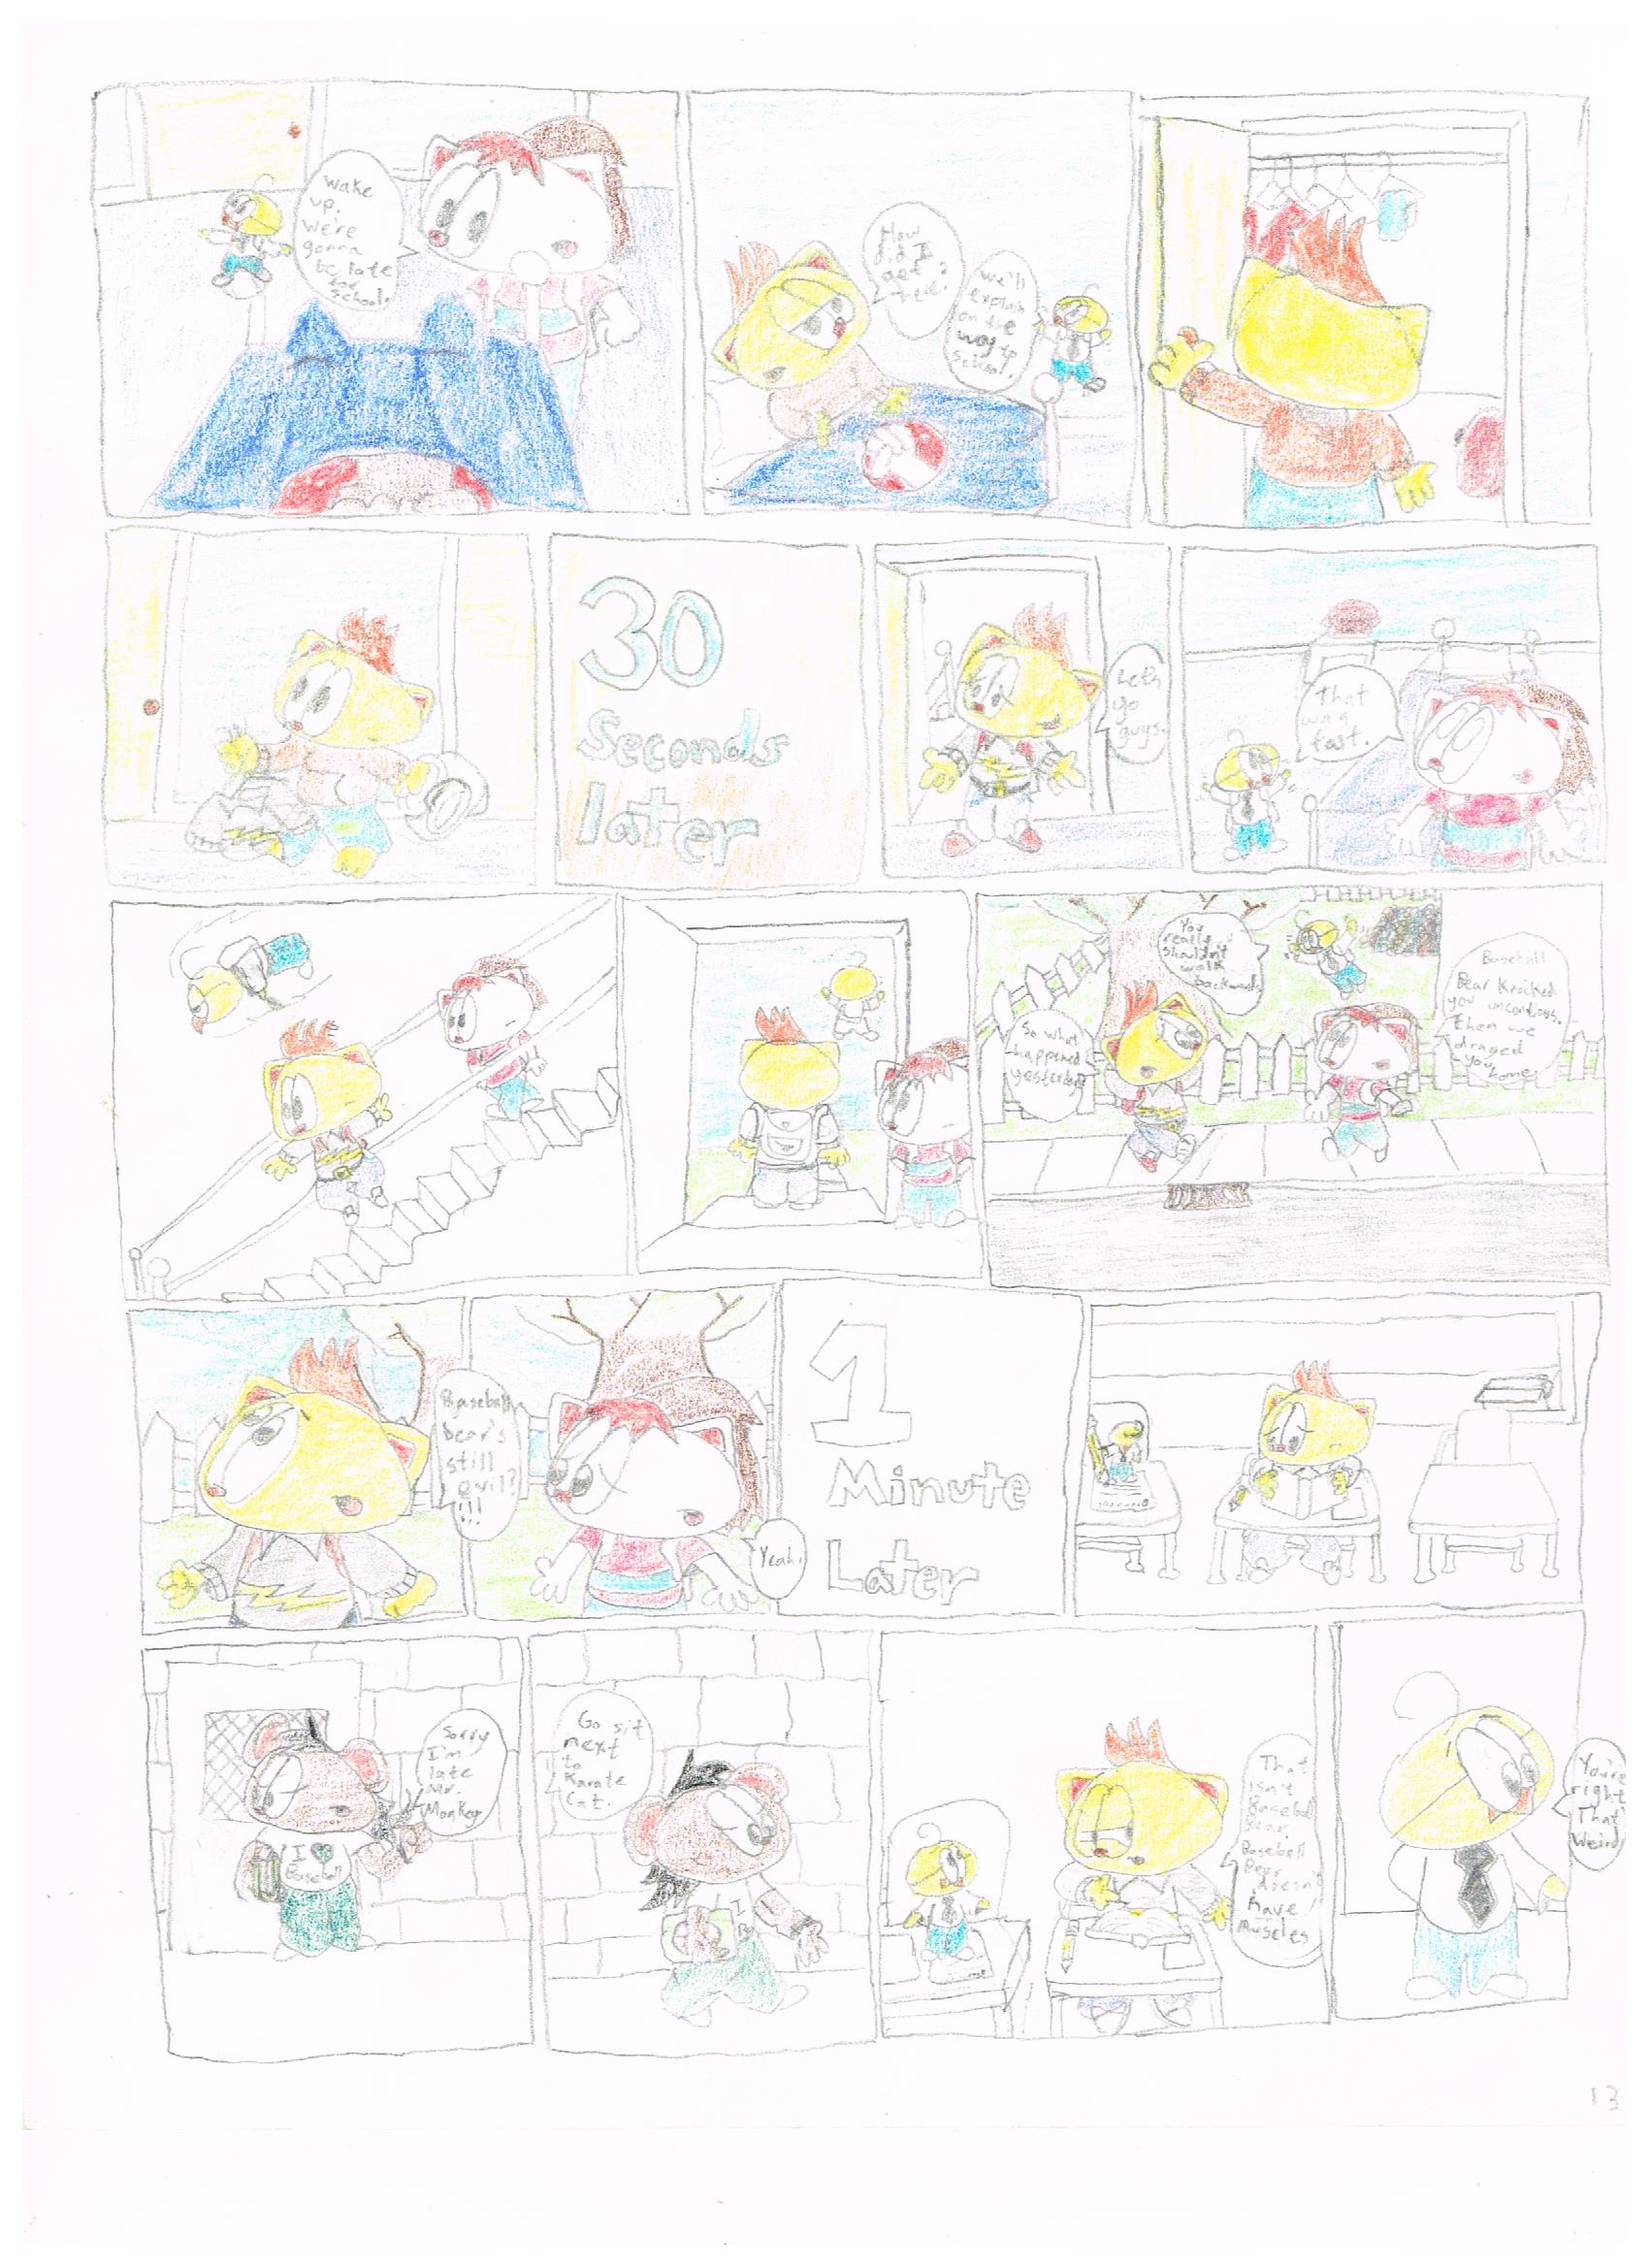 Wake
up.
We're
gonna
be late
for
school.
How
did I
get
here?
We'll
explain
on the
way to
school.
30
Seconds
later
Let's
go
guys.
That
was
fast.
You
really
shouldn't
walk
backwards
So what
happened
yesterday
Baseball
Bear Knocked
you uncontious.
then we
draged
you
home
Baseball
bear's
still
evil?
!!!
Yeah.
1
Minute
Later
Sorry
I'm
late
Mr.
Monkey
I
Baseball
Go sit
next
to
Karate
Cat.
I
That
isn't
Baseball
Bear.
Baseball
Bear
doesn't
have
Muscles
You're
right
That
Weird
13